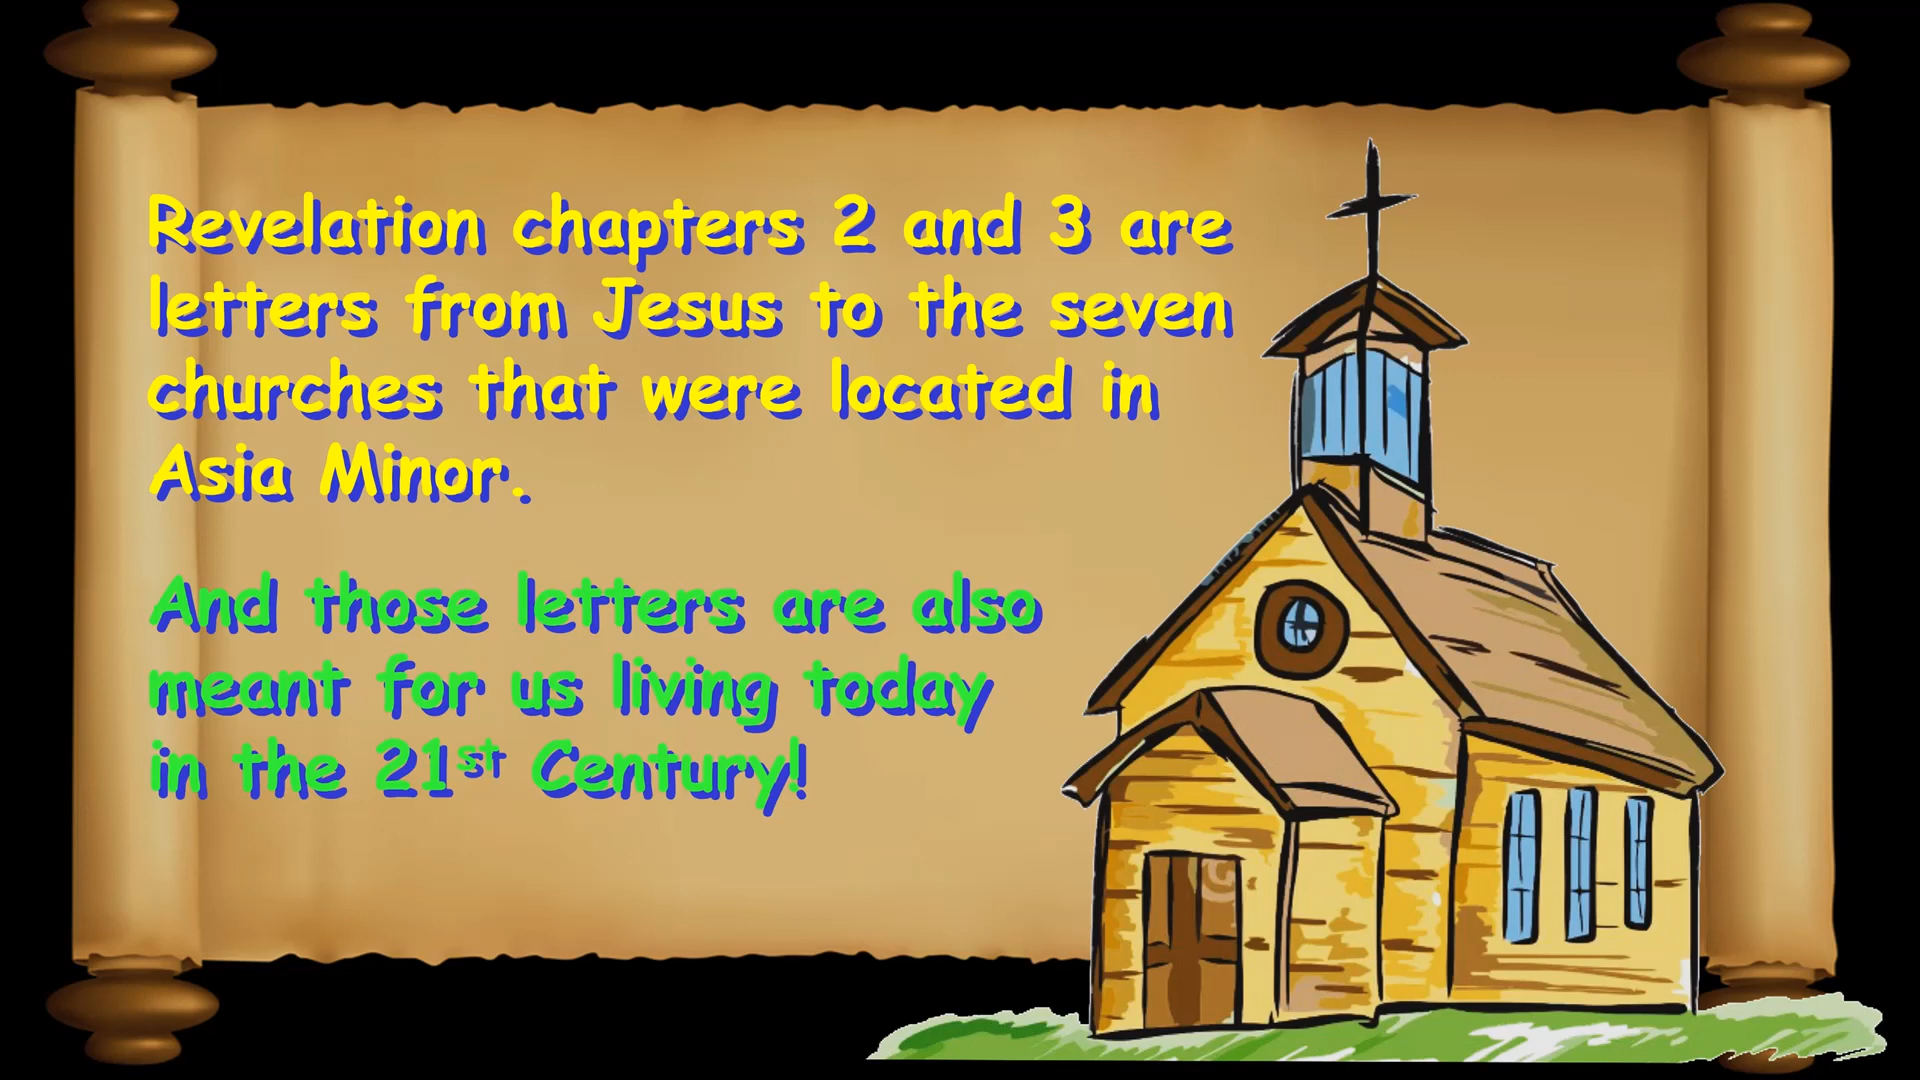 Revelation chapters 2 and 3 are
letters from Jesus to the seven
churches that were located in
Asia Minor.
And those letters are also
meant for us living today
in the 21st Century!